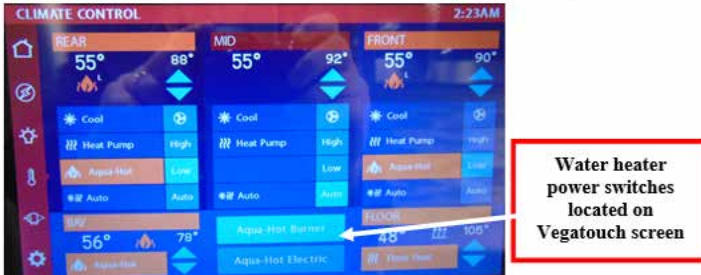 CLIMATE CONTROL 2:23AM
REAR MID FRONT
55° 88° 55° 92° 55° 90°
L L
Cool Cool Cool
Heat Pump High Heat Pump High Heat Pump High
Aqua-Hot Low Low Aqua-Hot Low
Auto Auto Auto Auto Auto Auto
BAY Aqua-Hot Burner FLOOR
56° 78° 48° 105°
Aqua-Hot Aqua-Hot Electric Floor Heat
Water heater
power switches
located on
Vegatouch screen